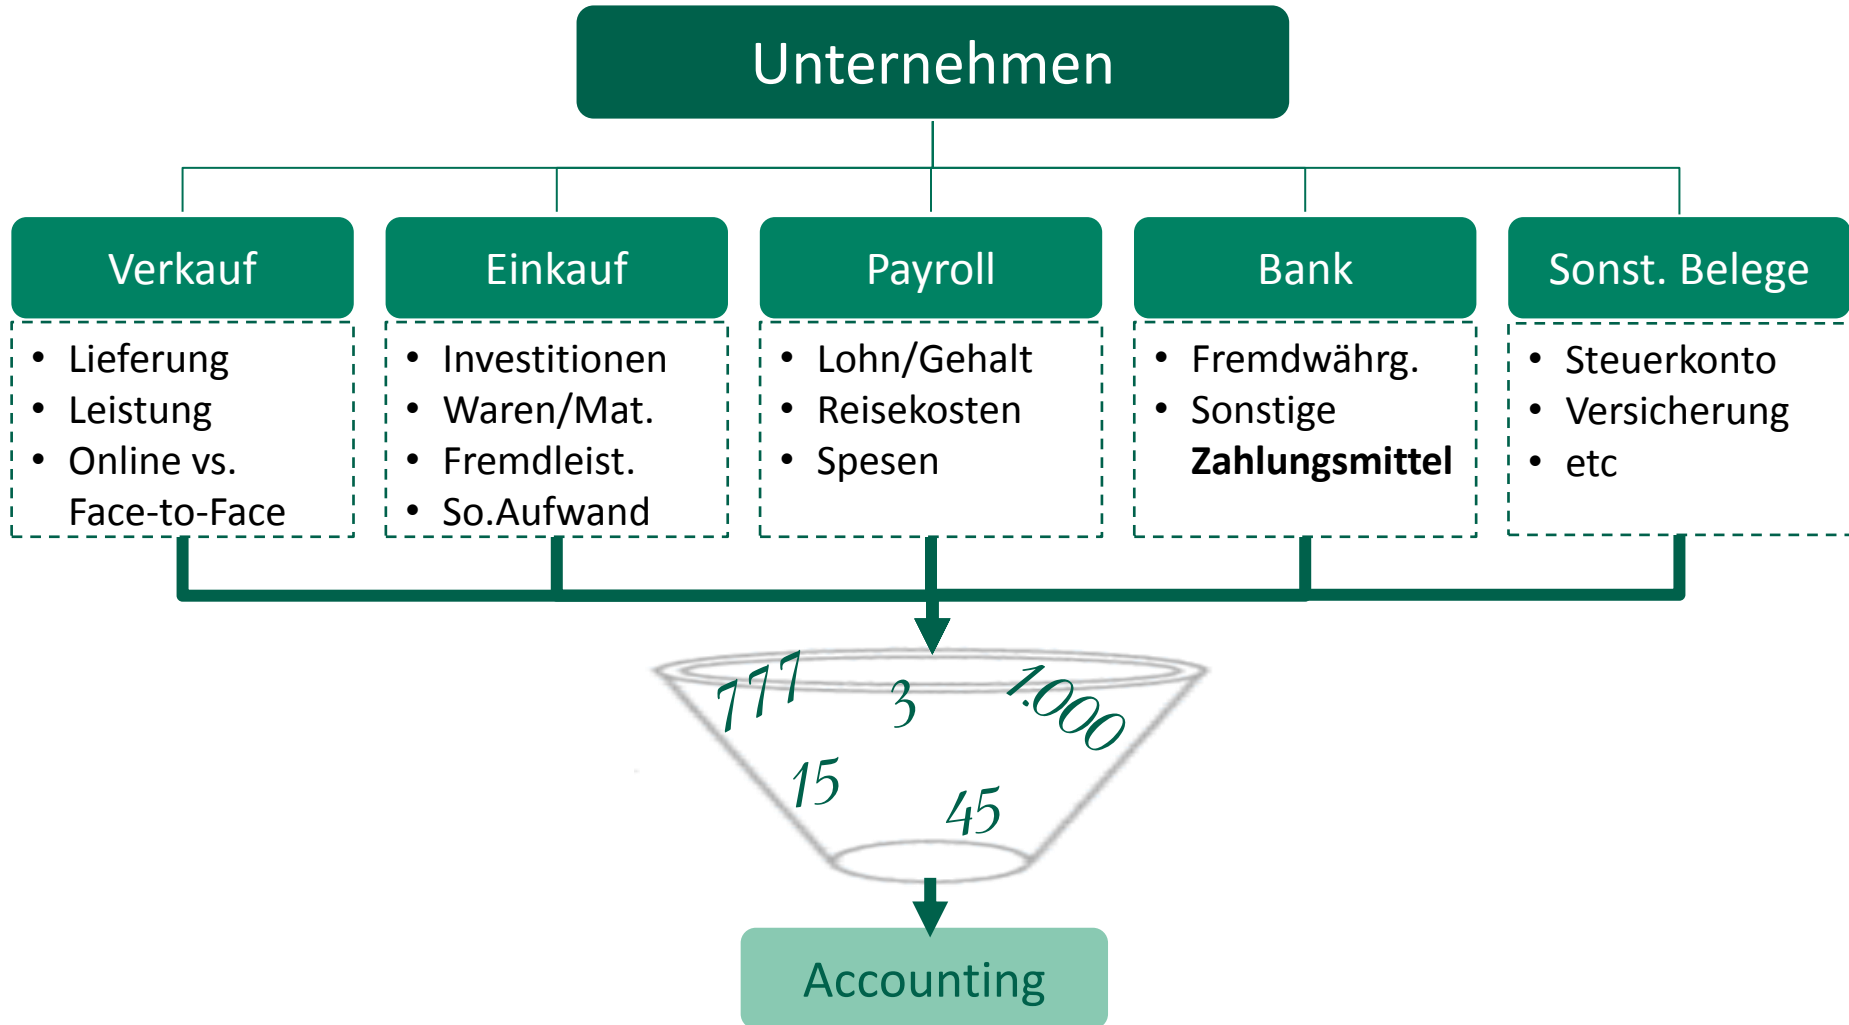 Unternehmen
Verkauf
• Lieferung
• Leistung
• Online vs.
Face-to-Face
Einkauf
• Investitionen
• Waren/Mat.
• Fremdleist.
• So.Aufwand
Payroll
• Lohn/Gehalt
• Reisekosten
• Spesen
Bank
• Fremdwährg.
• Sonstige
Zahlungsmittel
Sonst. Belege
• Steuerkonto
• Versicherung
• etc
777
3
1.000
15
45
Accounting